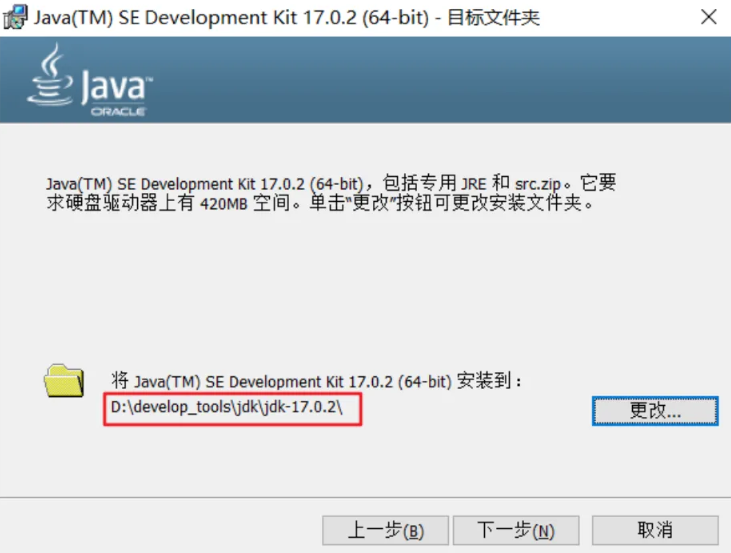 Java(TM) SE Development Kit 17.0.2 (64-bit) - 目标文件夹
Java™
ORACLE
Java(TM) SE Development Kit 17.0.2 (64-bit)，包括专用 JRE 和 src.zip。它要
求硬盘驱动器上有 420MB 空间。单击“更改”按钮可更改安装文件夹。
将 Java(TM) SE Development Kit 17.0.2 (64-bit) 安装到：
D:\develop_tools\jdk\jdk-17.0.2\
更改...
上一步(B) 下一步(N) 取消